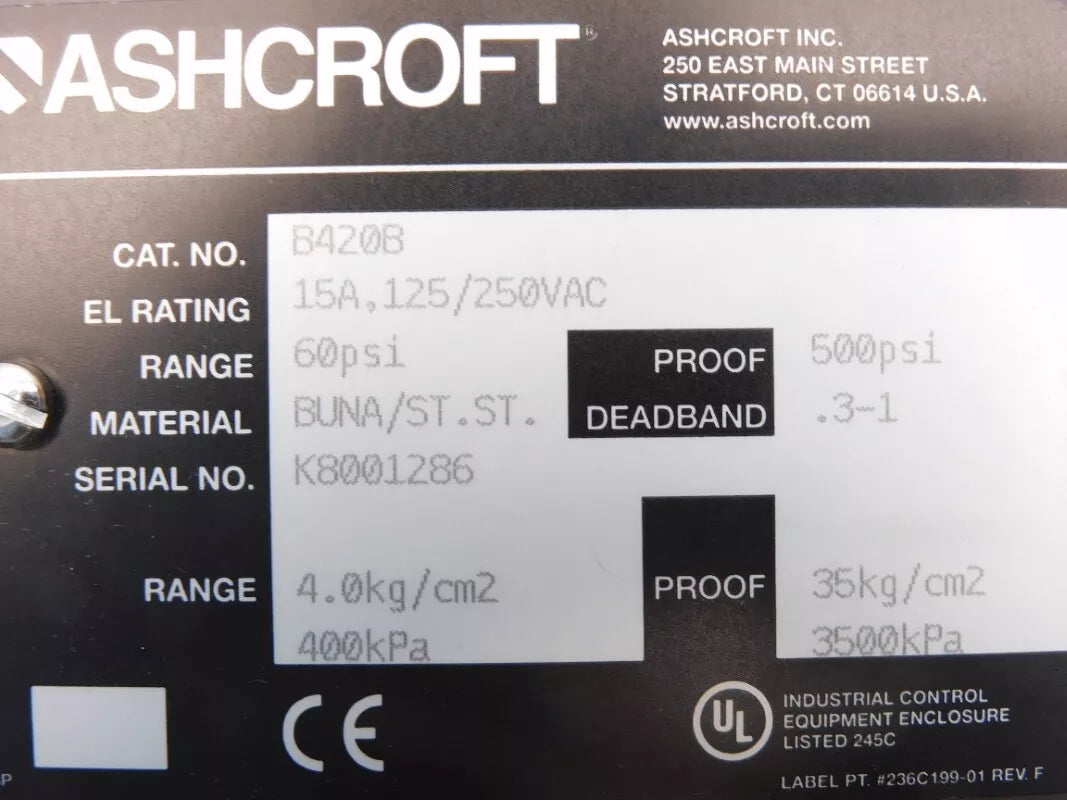 ASHCROFT®
ASHCROFT INC.
250 EAST MAIN STREET
STRATFORD, CT 06614 U.S.A.
www.ashcroft.com
CAT. NO. B420B
EL RATING 15A,125/250VAC
RANGE 60psi PROOF 500psi
MATERIAL BUNA/ST.ST. DEADBAND .3-1
SERIAL NO. K8001286
RANGE 4.0kg/cm2 PROOF 35kg/cm2
400kPa 3500kPa
CE
UL
INDUSTRIAL CONTROL
EQUIPMENT ENCLOSURE
LISTED 245C
P
LABEL PT. #236C199-01 REV. F